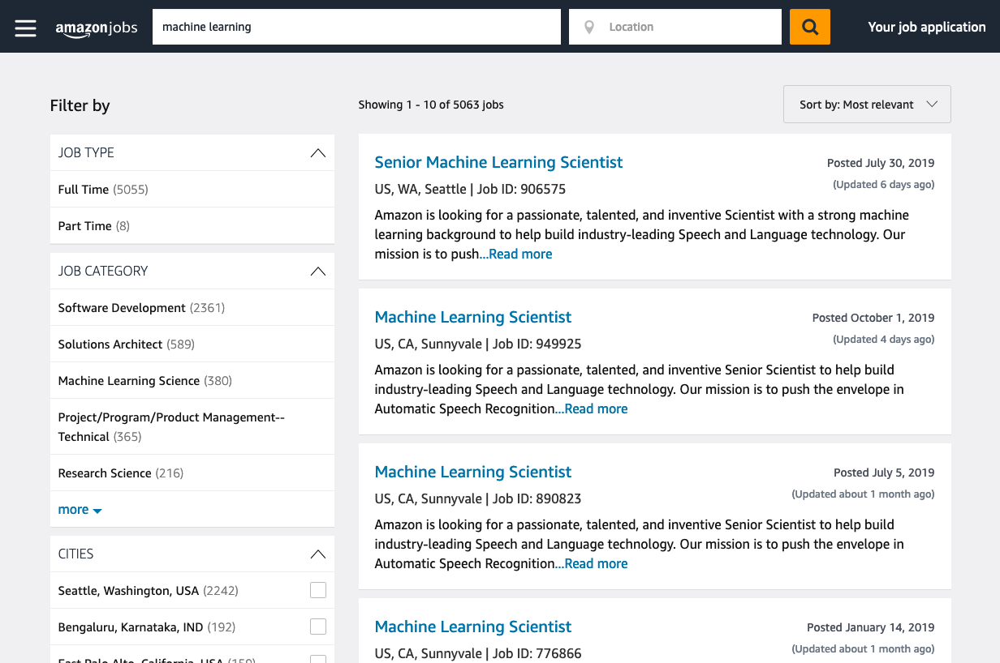 amazonjobs
machine learning
Location
Your job application
Filter by
Showing 1 - 10 of 5063 jobs
Sort by: Most relevant
JOB TYPE
Full Time (5055)
Part Time (8)
JOB CATEGORY
Software Development (2361)
Solutions Architect (589)
Machine Learning Science (380)
Project/Program/Product Management--
Technical (365)
Research Science (216)
more
CITIES
Seattle, Washington, USA (2242)
Bengaluru, Karnataka, IND (192)
East Palo Alto, California, USA (159)
Senior Machine Learning Scientist
Posted July 30, 2019
US, WA, Seattle | Job ID: 906575
(Updated 6 days ago)
Amazon is looking for a passionate, talented, and inventive Scientist with a strong machine
learning background to help build industry-leading Speech and Language technology. Our
mission is to push...Read more
Machine Learning Scientist
Posted October 1, 2019
US, CA, Sunnyvale | Job ID: 949925
(Updated 4 days ago)
Amazon is looking for a passionate, talented, and inventive Senior Scientist to help build
industry-leading Speech and Language technology. Our mission is to push the envelope in
Automatic Speech Recognition...Read more
Machine Learning Scientist
Posted July 5, 2019
US, CA, Sunnyvale | Job ID: 890823
(Updated about 1 month ago)
Amazon is looking for a passionate, talented, and inventive Senior Scientist to help build
industry-leading Speech and Language technology. Our mission is to push the envelope in
Automatic Speech Recognition...Read more
Machine Learning Scientist
Posted January 14, 2019
US, CA, Sunnyvale | Job ID: 776866
(Updated about 1 month ago)